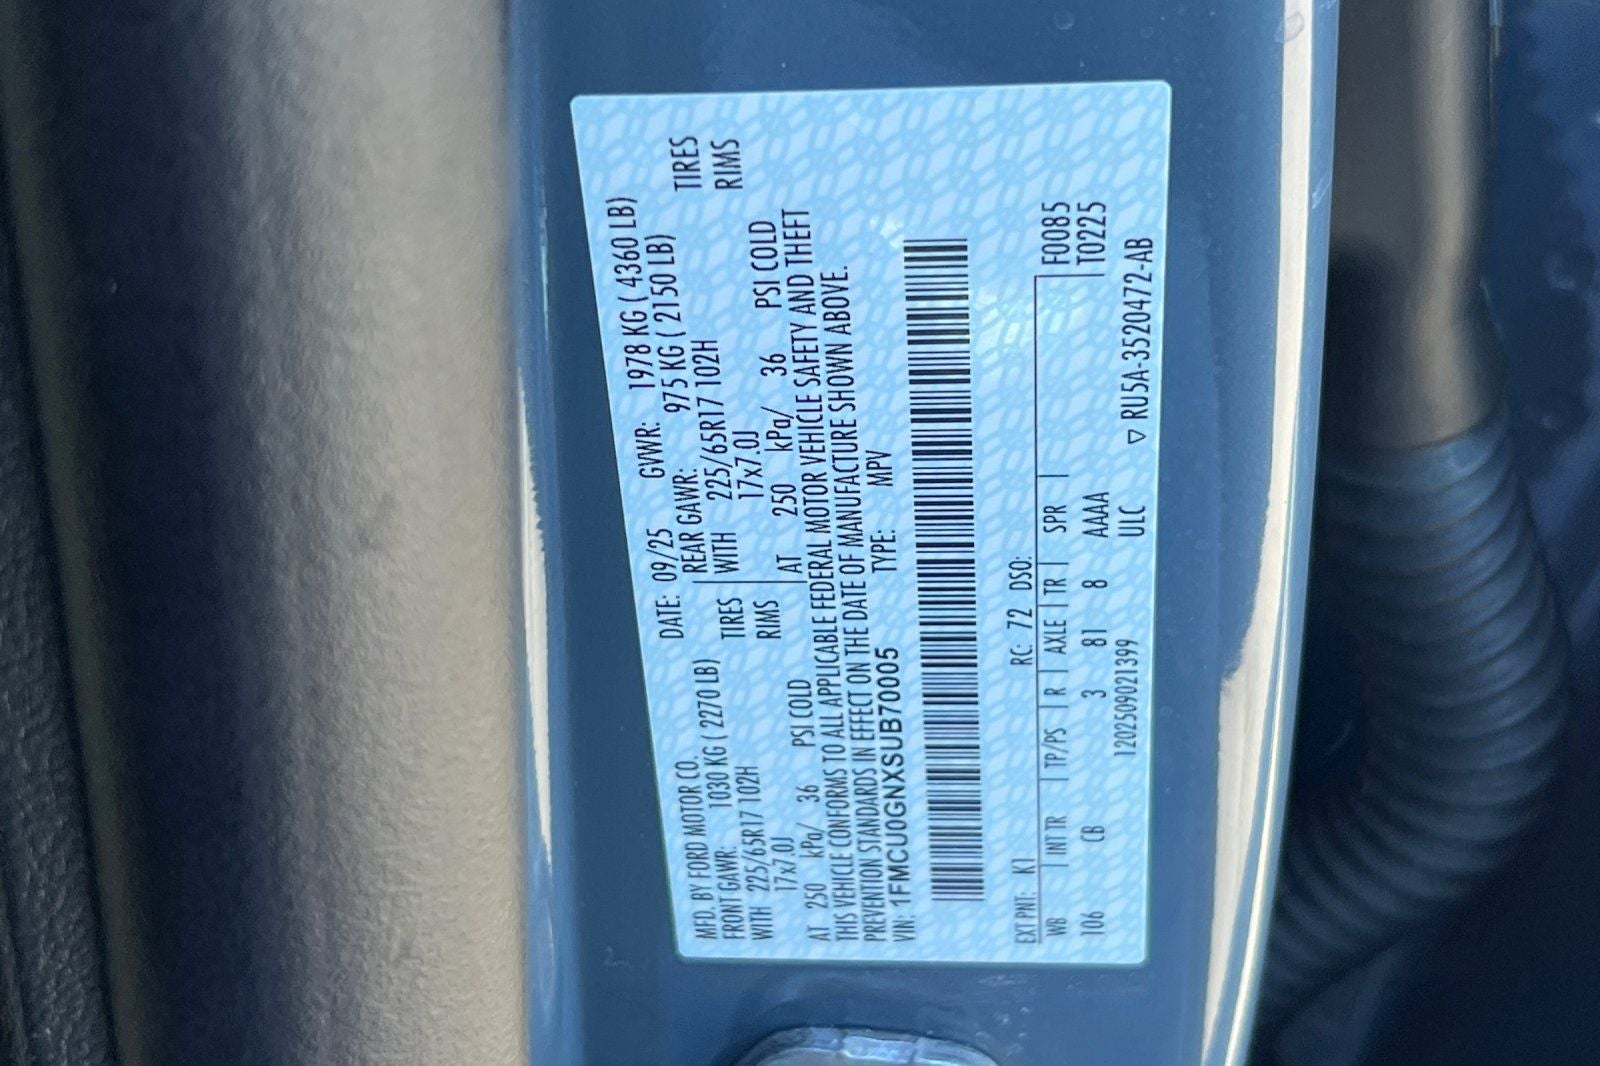 MFD. BY FORD MOTOR CO.
DATE: 09/25 GVWR: 1978 KG ( 4360 LB)
FRONT GAWR: 1030 KG ( 2270 LB) REAR GAWR: 975 KG ( 2150 LB)
WITH 225/65R17 102H TIRES WITH 225/65R17 102H TIRES
17x7.0J RIMS 17x7.0J RIMS
AT 250 kPa/ 36 PSI COLD AT 250 kPa/ 36 PSI COLD
THIS VEHICLE CONFORMS TO ALL APPLICABLE FEDERAL MOTOR VEHICLE SAFETY AND THEFT
PREVENTION STANDARDS IN EFFECT ON THE DATE OF MANUFACTURE SHOWN ABOVE.
VIN: 1FMCU0GNXSUB70005 TYPE: MPV
EXT PNT: K1 RC: 72 DSO: F0085
WB INT TR TP/PS R AXLE TR SPR T0225
106 CB 3 81 8 AAAA
1202509021399 ULC ▽ RU5A-3520472-AB